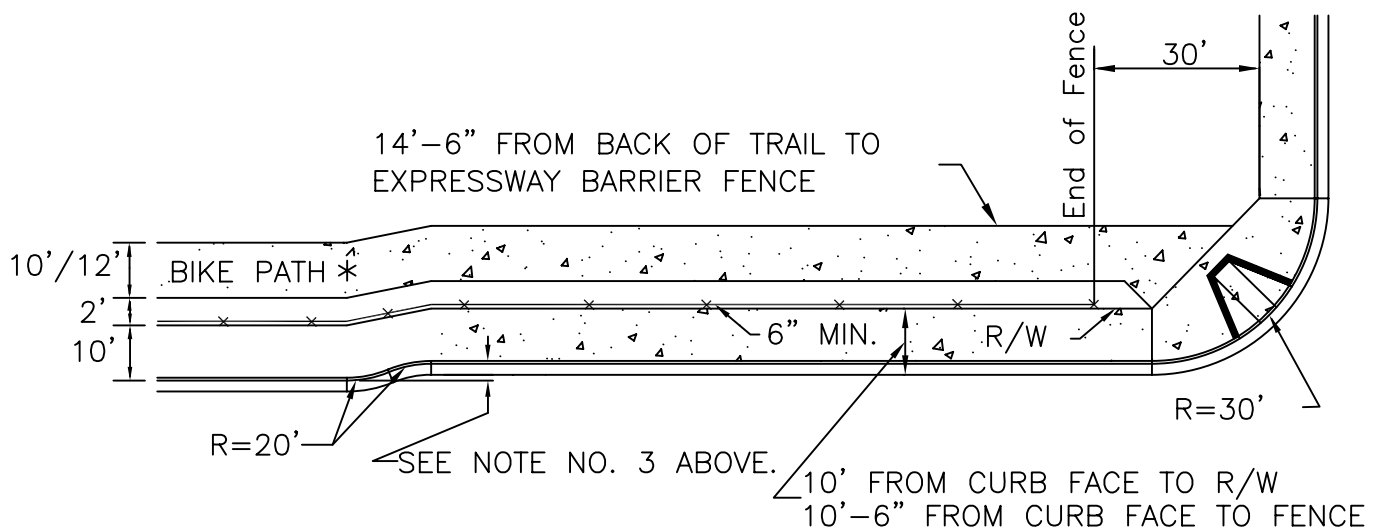 End of Fence
30'
14'-6" FROM BACK OF TRAIL TO
EXPRESSWAY BARRIER FENCE
10'/12'
BIKE PATH *
2'
10'
6" MIN.
R/W
R=30'
R=20'
SEE NOTE NO. 3 ABOVE.
10' FROM CURB FACE TO R/W
10'-6" FROM CURB FACE TO FENCE